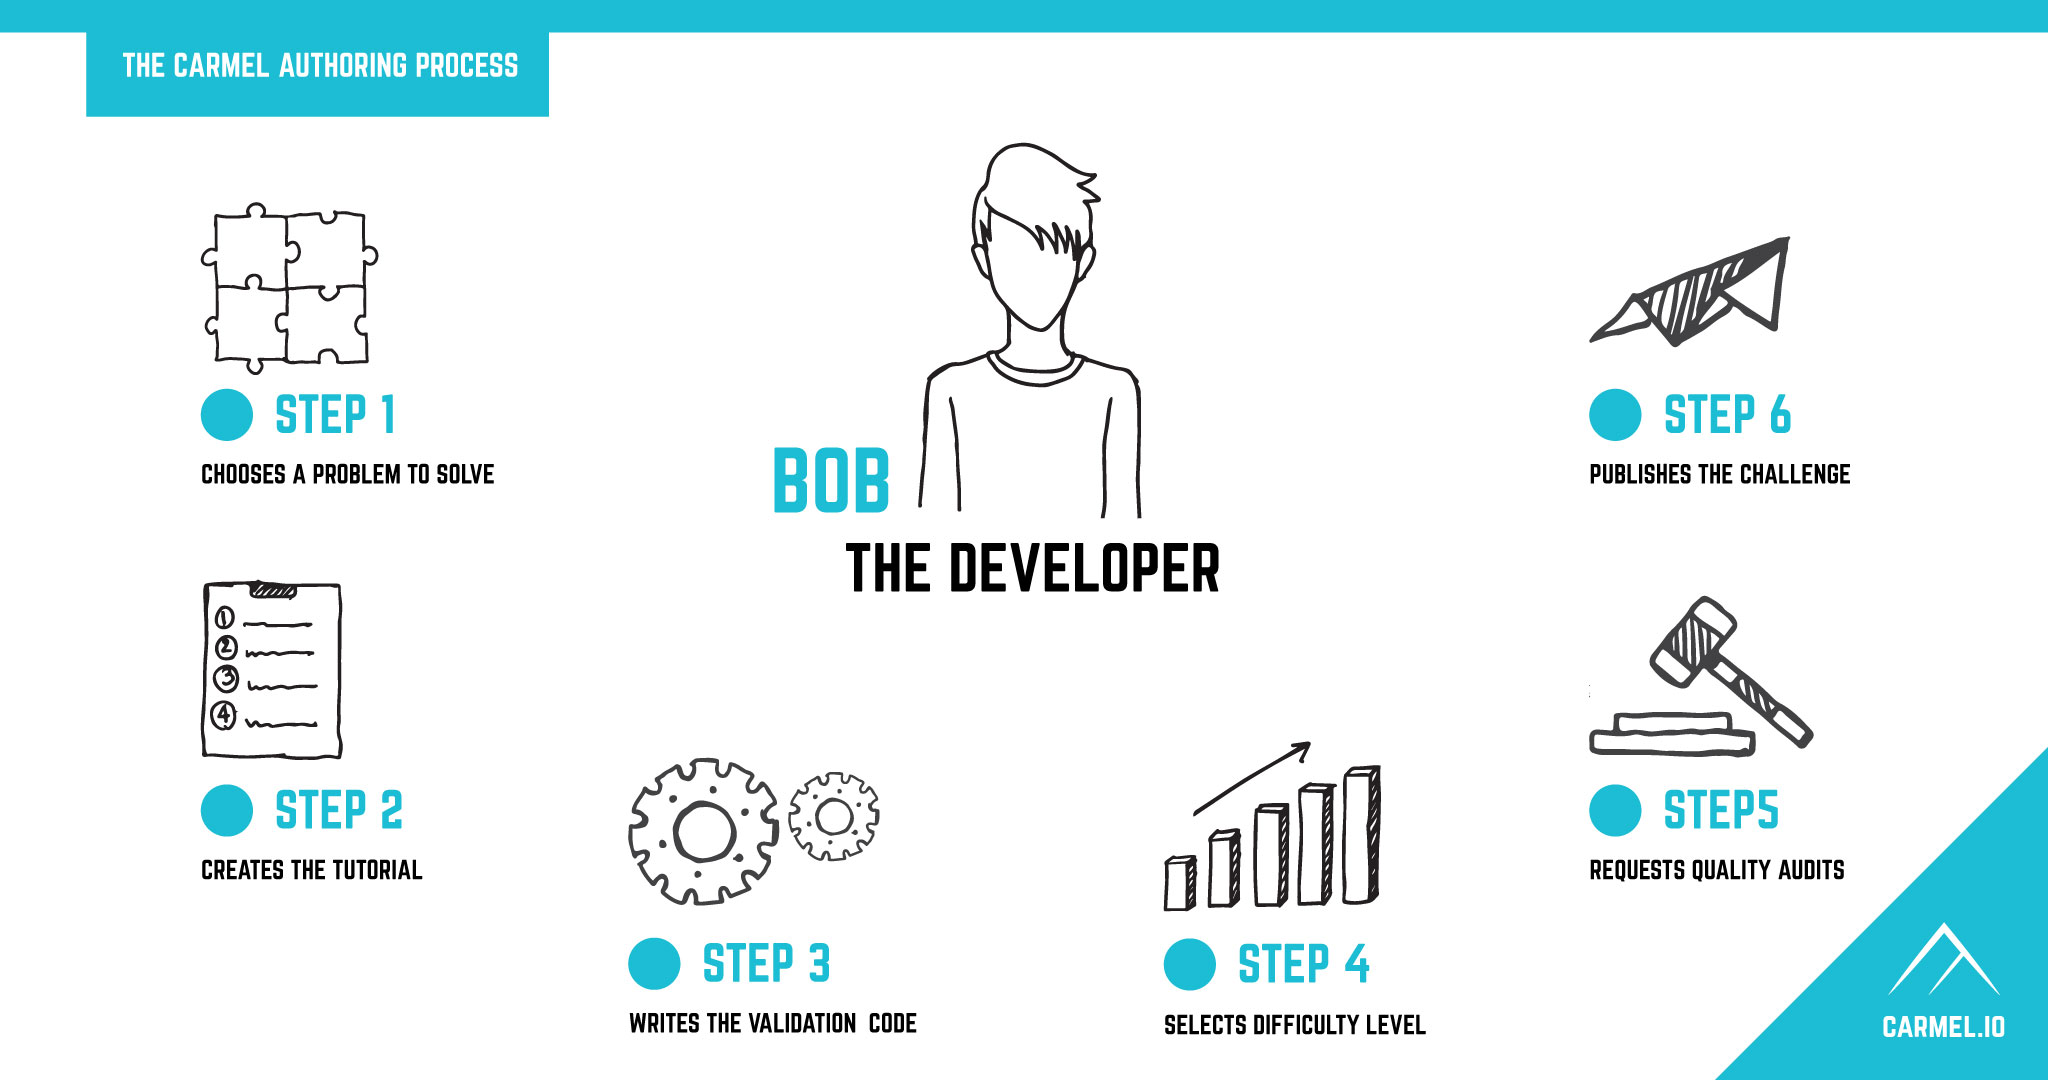 THE CARMEL AUTHORING PROCESS
BOB
THE DEVELOPER
STEP 1
CHOOSES A PROBLEM TO SOLVE
1
2
3
4
STEP 2
CREATES THE TUTORIAL
STEP 3
WRITES THE VALIDATION CODE
STEP 4
SELECTS DIFFICULTY LEVEL
STEP5
REQUESTS QUALITY AUDITS
STEP 6
PUBLISHES THE CHALLENGE
CARMEL.IO